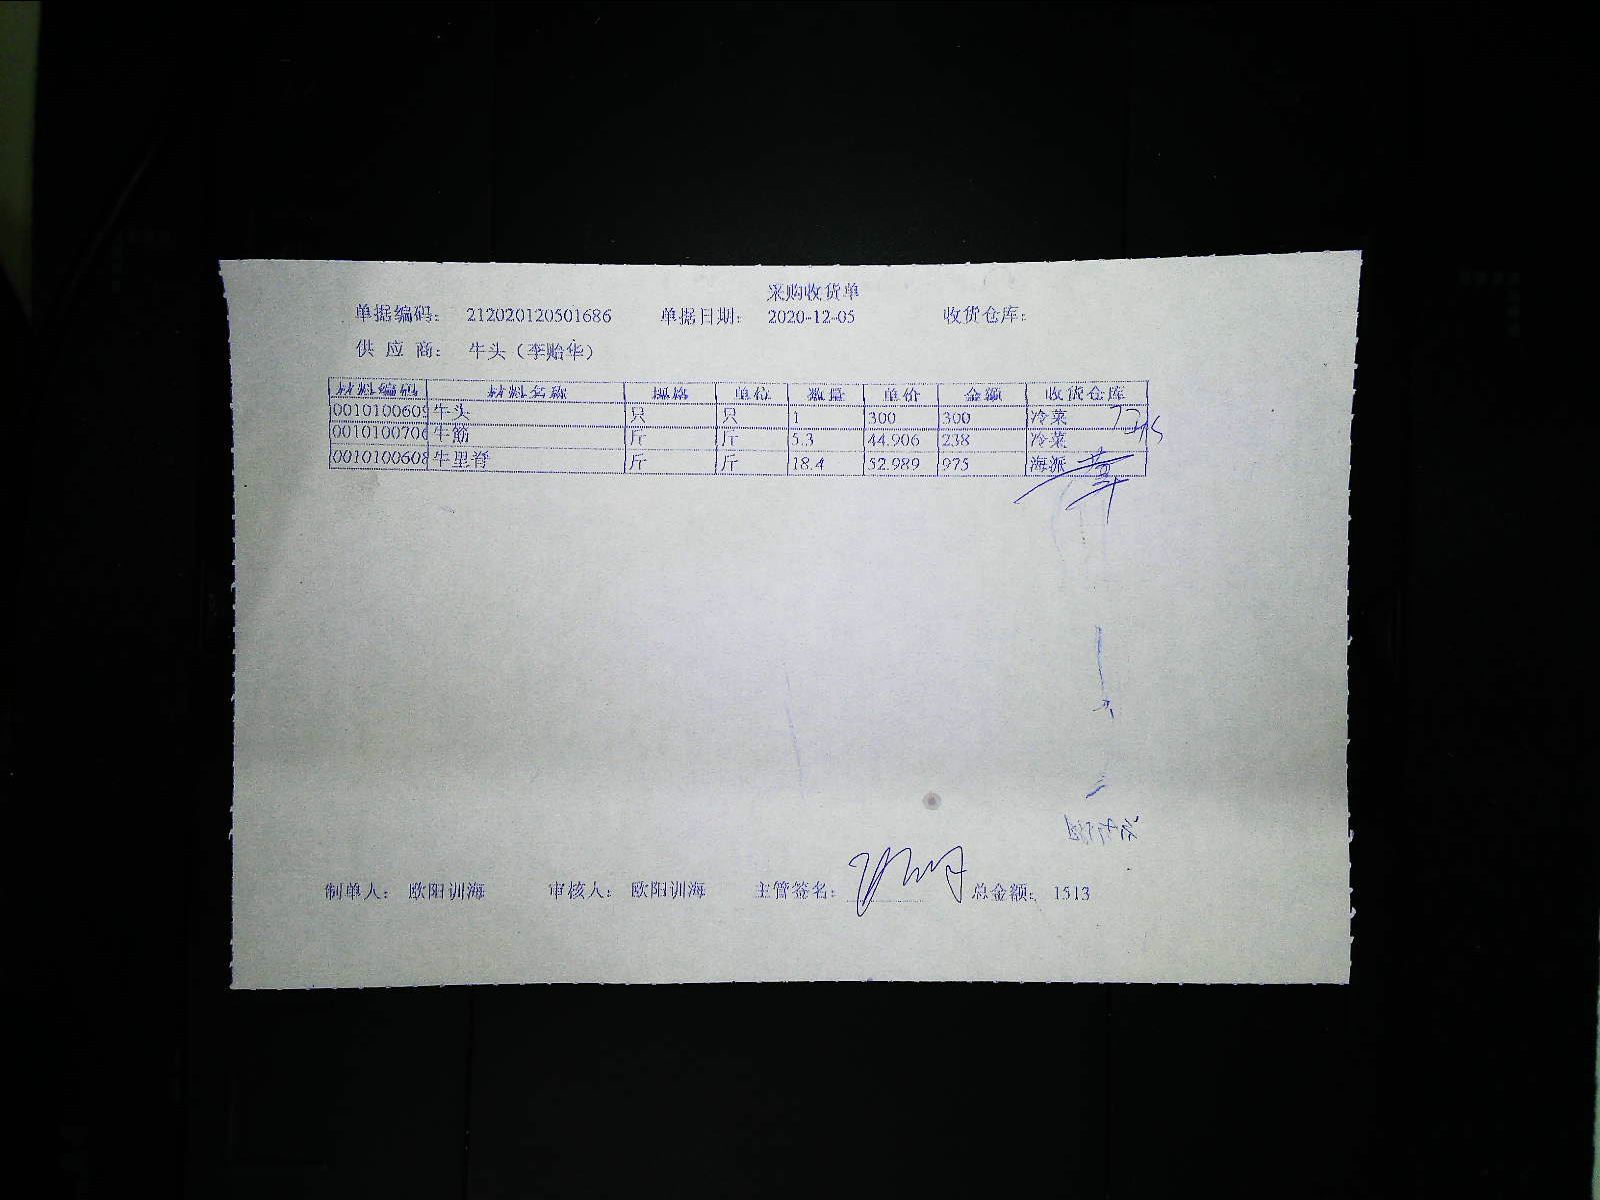 采购收货单
单据编码： 212020120501686 单据日期： 2020-12-05 收货仓库：
供 应 商： 牛头（李贻华）
材料编码 材料名称 规格 单位 数量 单价 金额 收货仓库
0010100609 牛头 只 只 1 300 300 冷菜
0010100706 牛筋 斤 斤 5.3 44.906 238 冷菜
0010100608 牛里脊 斤 斤 18.4 52.989 975 海派
制单人： 欧阳训海 审核人： 欧阳训海 主管签名： 总金额： 1513